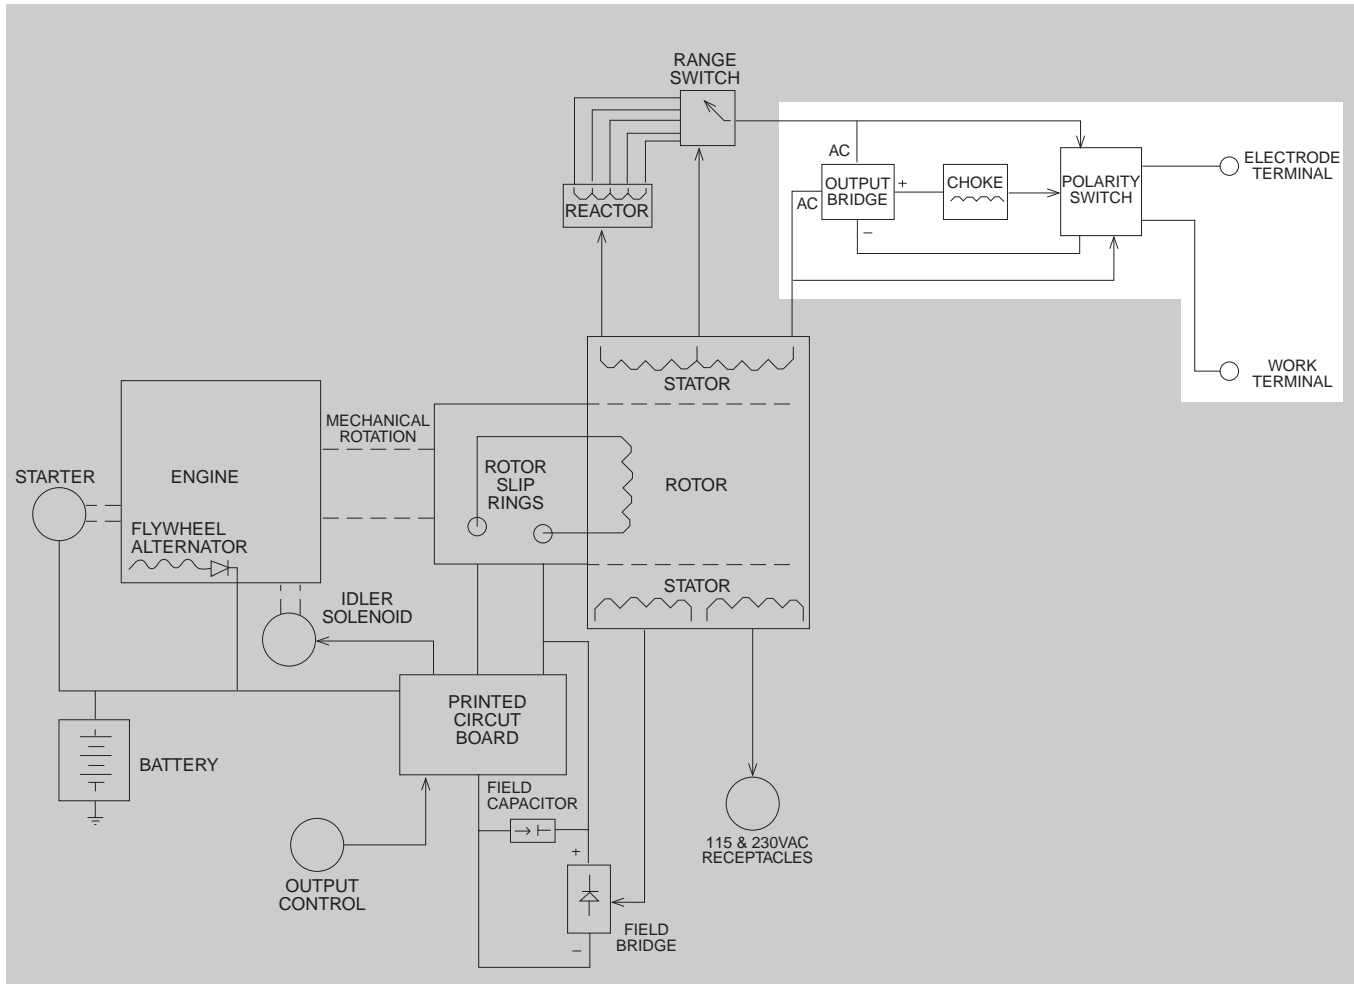 RANGE
SWITCH
AC
OUTPUT
BRIDGE
AC
+
–
CHOKE
POLARITY
SWITCH
ELECTRODE
TERMINAL
WORK
TERMINAL
REACTOR
STATOR
MECHANICAL
ROTATION
STARTER
ENGINE
ROTOR
SLIP
RINGS
ROTOR
FLYWHEEL
ALTERNATOR
STATOR
IDLER
SOLENOID
PRINTED
CIRCUT
BOARD
BATTERY
FIELD
CAPACITOR
+
115 & 230VAC
RECEPTACLES
OUTPUT
CONTROL
FIELD
BRIDGE
–